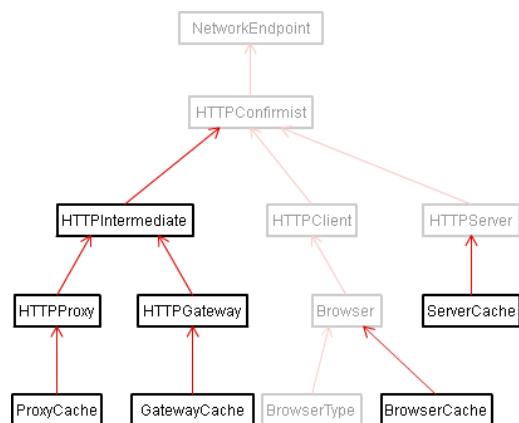 NetworkEndpoint
HTTPConfirmist
HTTPIntermediate
HTTPClient
HTTPServer
HTTPProxy
HTTPGateway
Browser
ServerCache
ProxyCache
GatewayCache
BrowserType
BrowserCache